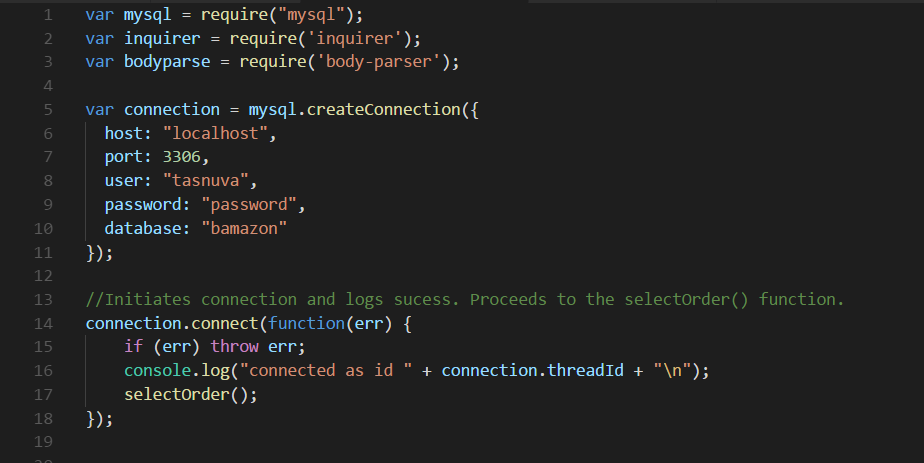 1 var mysql = require("mysql");
2 var inquirer = require('inquirer');
3 var bodyparse = require('body-parser');
4
5 var connection = mysql.createConnection({
6   host: "localhost",
7   port: 3306,
8   user: "tasnuva",
9   password: "password",
10   database: "bamazon"
11 });
12
13 //Initiates connection and logs sucess. Proceeds to the selectOrder() function.
14 connection.connect(function(err) {
15     if (err) throw err;
16     console.log("connected as id " + connection.threadId + "\n");
17     selectOrder();
18 });
19